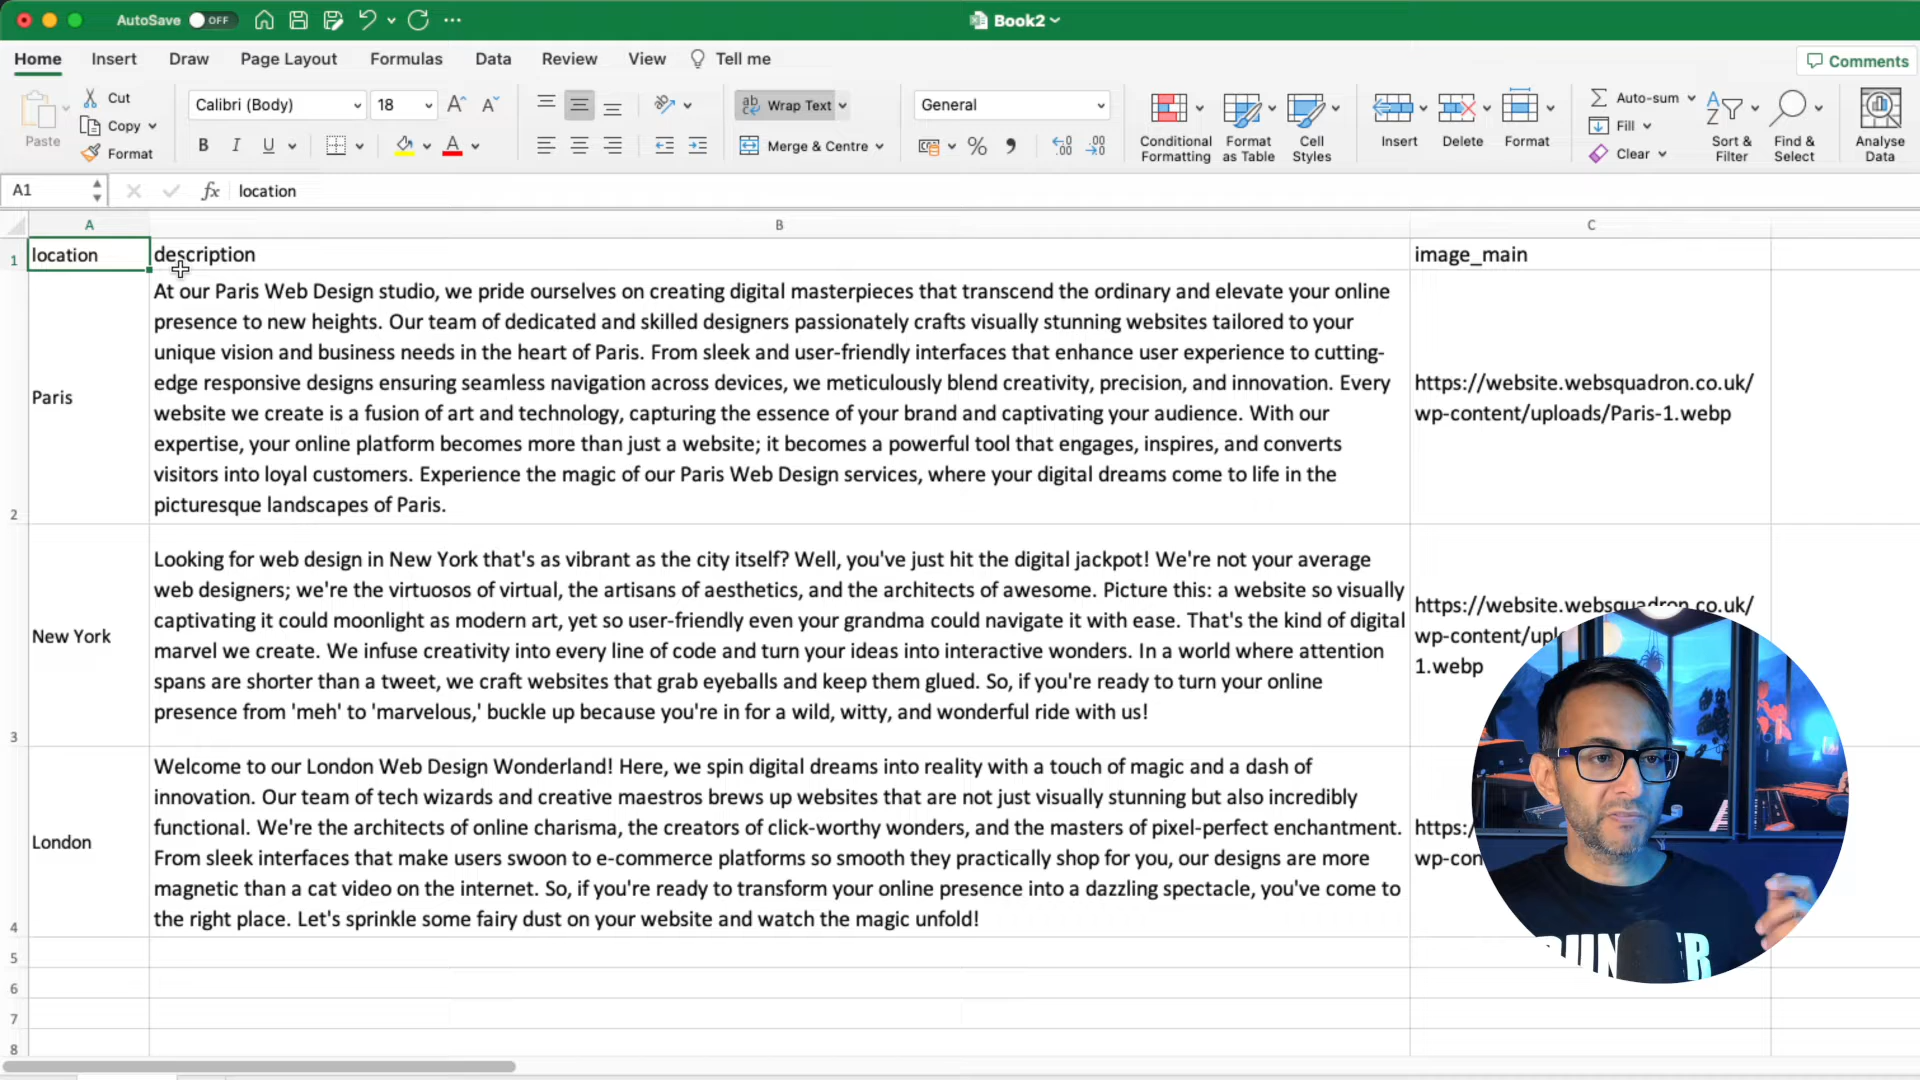 AutoSave OFF
Book2
Home Insert Draw Page Layout Formulas Data Review View Tell me
Comments
Paste
Cut
Copy
Format
Calibri (Body) 18
B I U
Wrap Text
Merge & Centre
General
Conditional
Formatting
Format
as Table
Cell
Styles
Insert
Delete
Format
Auto-sum
Fill
Clear
Sort &
Filter
Find &
Select
Analyse
Data
A1 fx location
A B C
1 location description image_main
At our Paris Web Design studio, we pride ourselves on creating digital masterpieces that transcend the ordinary and elevate your online
presence to new heights. Our team of dedicated and skilled designers passionately crafts visually stunning websites tailored to your
unique vision and business needs in the heart of Paris. From sleek and user-friendly interfaces that enhance user experience to cutting-
edge responsive designs ensuring seamless navigation across devices, we meticulously blend creativity, precision, and innovation. Every
website we create is a fusion of art and technology, capturing the essence of your brand and captivating your audience. With our
expertise, your online platform becomes more than just a website; it becomes a powerful tool that engages, inspires, and converts
visitors into loyal customers. Experience the magic of our Paris Web Design services, where your digital dreams come to life in the
picturesque landscapes of Paris.
Paris
https://website.websquadron.co.uk/
wp-content/uploads/Paris-1.webp
2
Looking for web design in New York that's as vibrant as the city itself? Well, you've just hit the digital jackpot! We're not your average
web designers; we're the virtuosos of virtual, the artisans of aesthetics, and the architects of awesome. Picture this: a website so visually
captivating it could moonlight as modern art, yet so user-friendly even your grandma could navigate it with ease. That's the kind of digital
marvel we create. We infuse creativity into every line of code and turn your ideas into interactive wonders. In a world where attention
spans are shorter than a tweet, we craft websites that grab eyeballs and keep them glued. So, if you're ready to turn your online
presence from 'meh' to 'marvelous,' buckle up because you're in for a wild, witty, and wonderful ride with us!
New York
https://website.websquadron.co.uk/
wp-content/upl
1.webp
3
Welcome to our London Web Design Wonderland! Here, we spin digital dreams into reality with a touch of magic and a dash of
innovation. Our team of tech wizards and creative maestros brews up websites that are not just visually stunning but also incredibly
functional. We're the architects of online charisma, the creators of click-worthy wonders, and the masters of pixel-perfect enchantment.
From sleek interfaces that make users swoon to e-commerce platforms so smooth they practically shop for you, our designs are more
magnetic than a cat video on the internet. So, if you're ready to transform your online presence into a dazzling spectacle, you've come to
the right place. Let's sprinkle some fairy dust on your website and watch the magic unfold!
London
https:/
wp-con
4
5
6
7
8